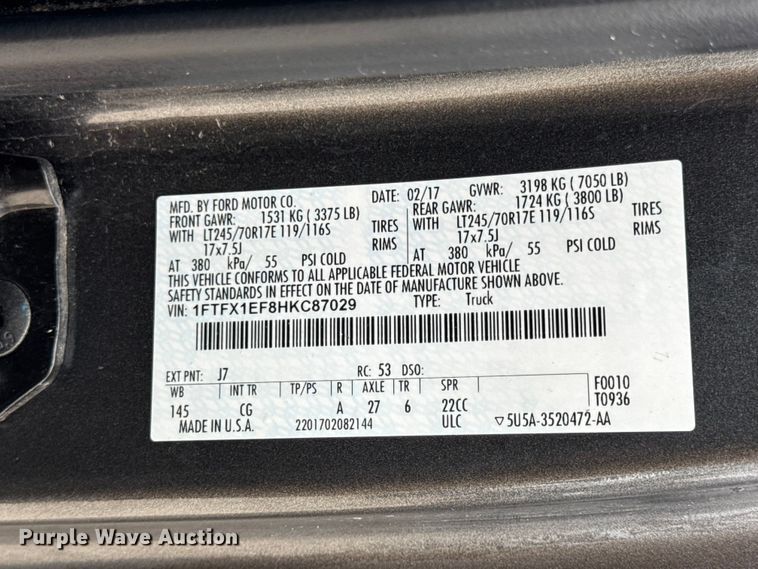 MFD. BY FORD MOTOR CO. DATE: 02/17 GVWR: 3198 KG ( 7050 LB)
FRONT GAWR: 1531 KG ( 3375 LB) REAR GAWR: 1724 KG ( 3800 LB)
WITH LT245/70R17E 119/116S TIRES WITH LT245/70R17E 119/116S TIRES
17x7.5J RIMS 17x7.5J RIMS
AT 380 kPa/ 55 PSI COLD AT 380 kPa/ 55 PSI COLD
THIS VEHICLE CONFORMS TO ALL APPLICABLE FEDERAL MOTOR VEHICLE
SAFETY STANDARDS IN EFFECT ON THE DATE OF MANUFACTURE SHOWN ABOVE.
VIN: 1FTFX1EF8HKC87029 TYPE: Truck
EXT PNT: J7 RC: 53 DSO:
WB INT TR TP/PS R AXLE TR SPR F0010
145 CG A 27 6 22CC T0936
MADE IN U.S.A. 2201702082144 ULC ▽5U5A-3520472-AA
Purple Wave Auction